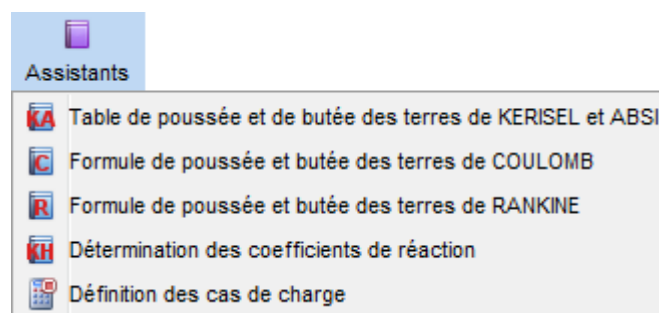 Assistants
KA Table de poussée et de butée des terres de KERISEL et ABSI
C Formule de poussée et butée des terres de COULOMB
R Formule de poussée et butée des terres de RANKINE
KH Détermination des coefficients de réaction
Définition des cas de charge